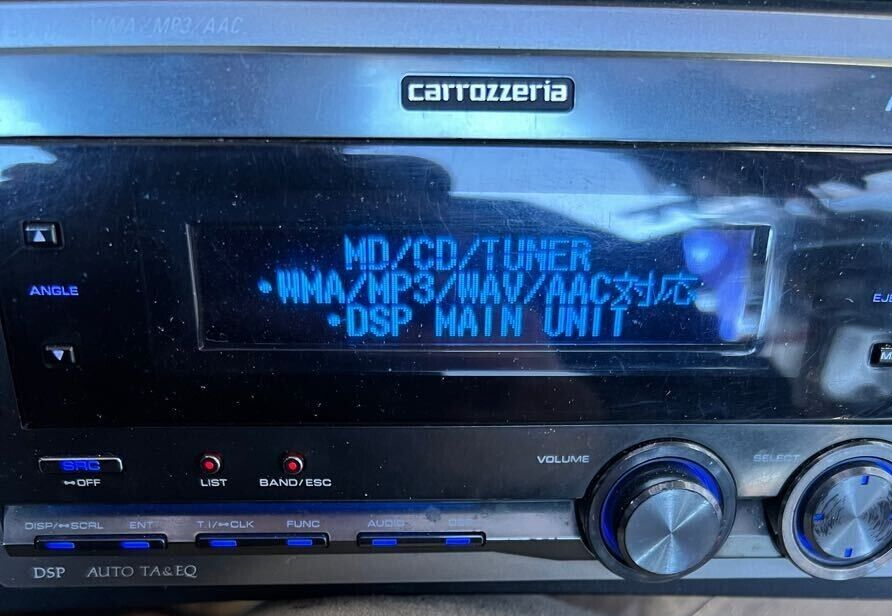 WMA/MP3/AAC
carrozzeria
MD/CD/TUNER
•WMA/MP3/WAV/AAC対応
•DSP MAIN UNIT
ANGLE
SRC
OFF
LIST
BAND/ESC
VOLUME
SELECT
DISP/SCRL ENT T.I/CLK FUNC AUDIO
DSP AUTO TA&EQ